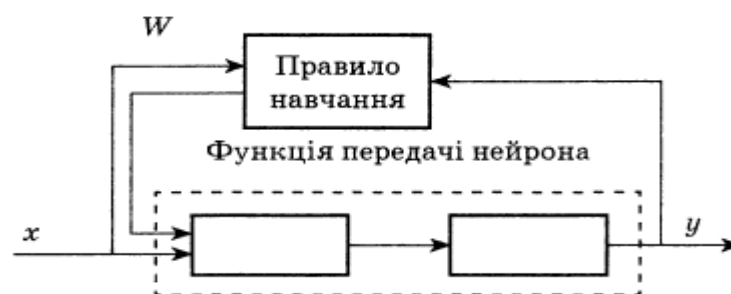 W
Правило
навчання
Функція передачі нейрона
x
y